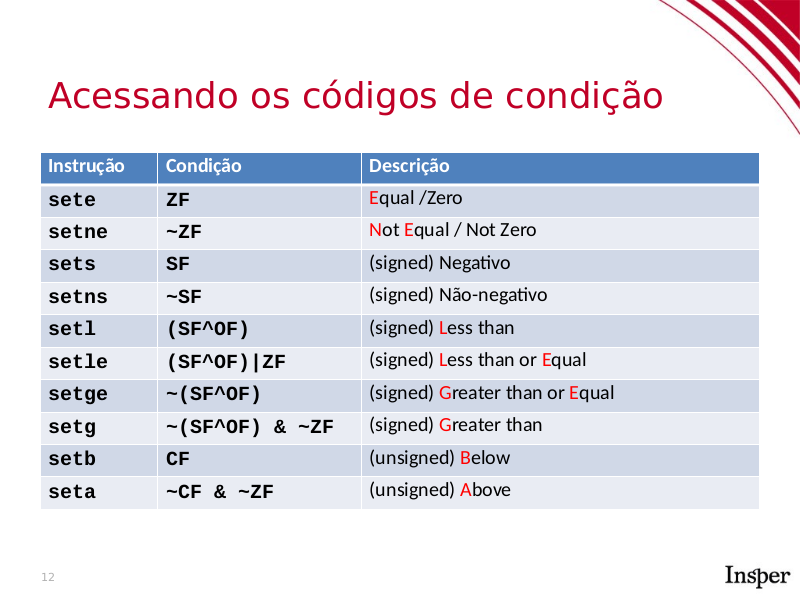 Acessando os códigos de condição
Instrução Condição Descrição
sete ZF Equal /Zero
setne ~ZF Not Equal / Not Zero
sets SF (signed) Negativo
setns ~SF (signed) Não-negativo
setl (SF^OF) (signed) Less than
setle (SF^OF)|ZF (signed) Less than or Equal
setge ~(SF^OF) (signed) Greater than or Equal
setg ~(SF^OF) & ~ZF (signed) Greater than
setb CF (unsigned) Below
seta ~CF & ~ZF (unsigned) Above
12
Insper